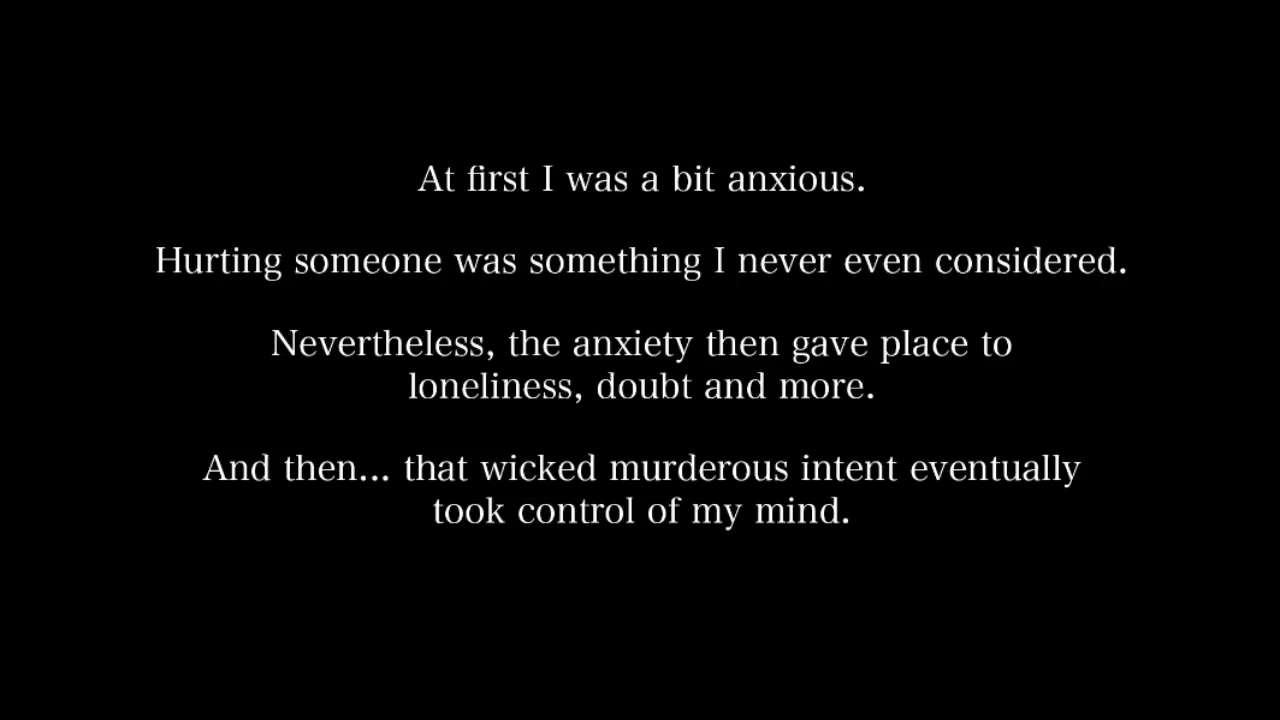 At first I was a bit anxious.
Hurting someone was something I never even considered.
Nevertheless, the anxiety then gave place to
loneliness, doubt and more.
And then... that wicked murderous intent eventually
took control of my mind.